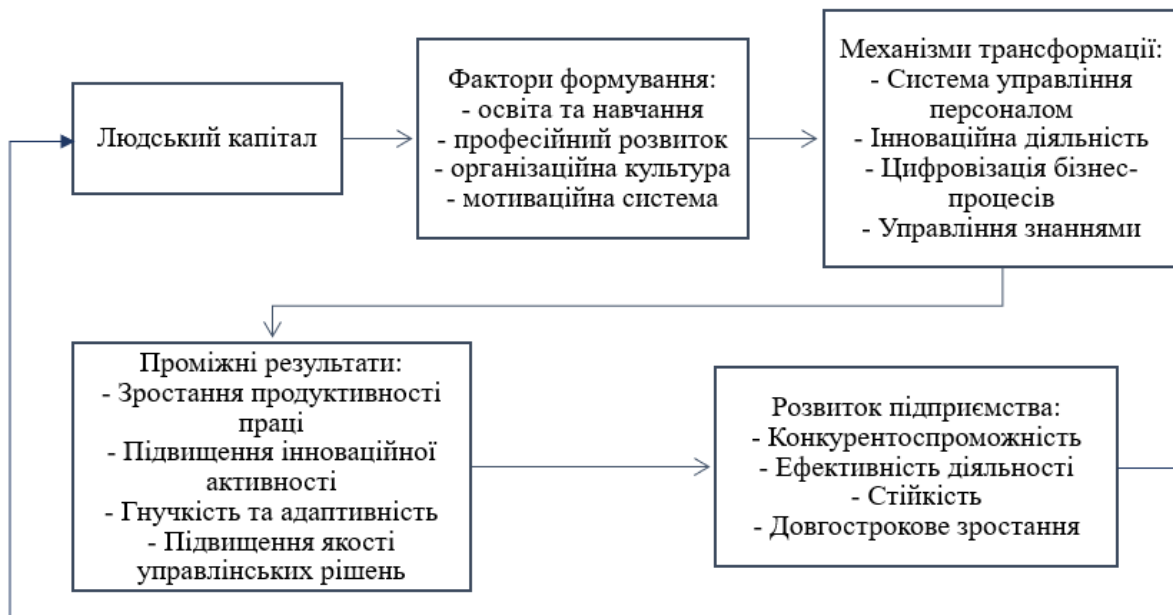 Людський капітал
Фактори формування:
- освіта та навчання
- професійний розвиток
- організаційна культура
- мотиваційна система
Механізми трансформації:
- Система управління
персоналом
- Інноваційна діяльність
- Цифровізація бізнес-
процесів
- Управління знаннями
Проміжні результати:
- Зростання продуктивності
праці
- Підвищення інноваційної
активності
- Гнучкість та адаптивність
- Підвищення якості
управлінських рішень
Розвиток підприємства:
- Конкурентоспроможність
- Ефективність діяльності
- Стійкість
- Довгострокове зростання